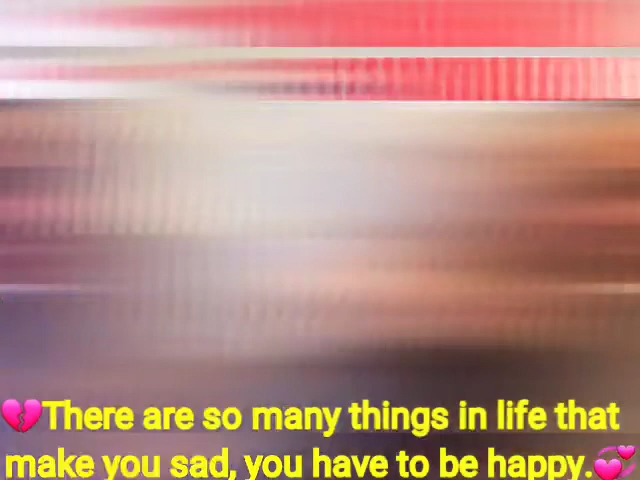 💔There are so many things in life that
make you sad, you have to be happy.💞